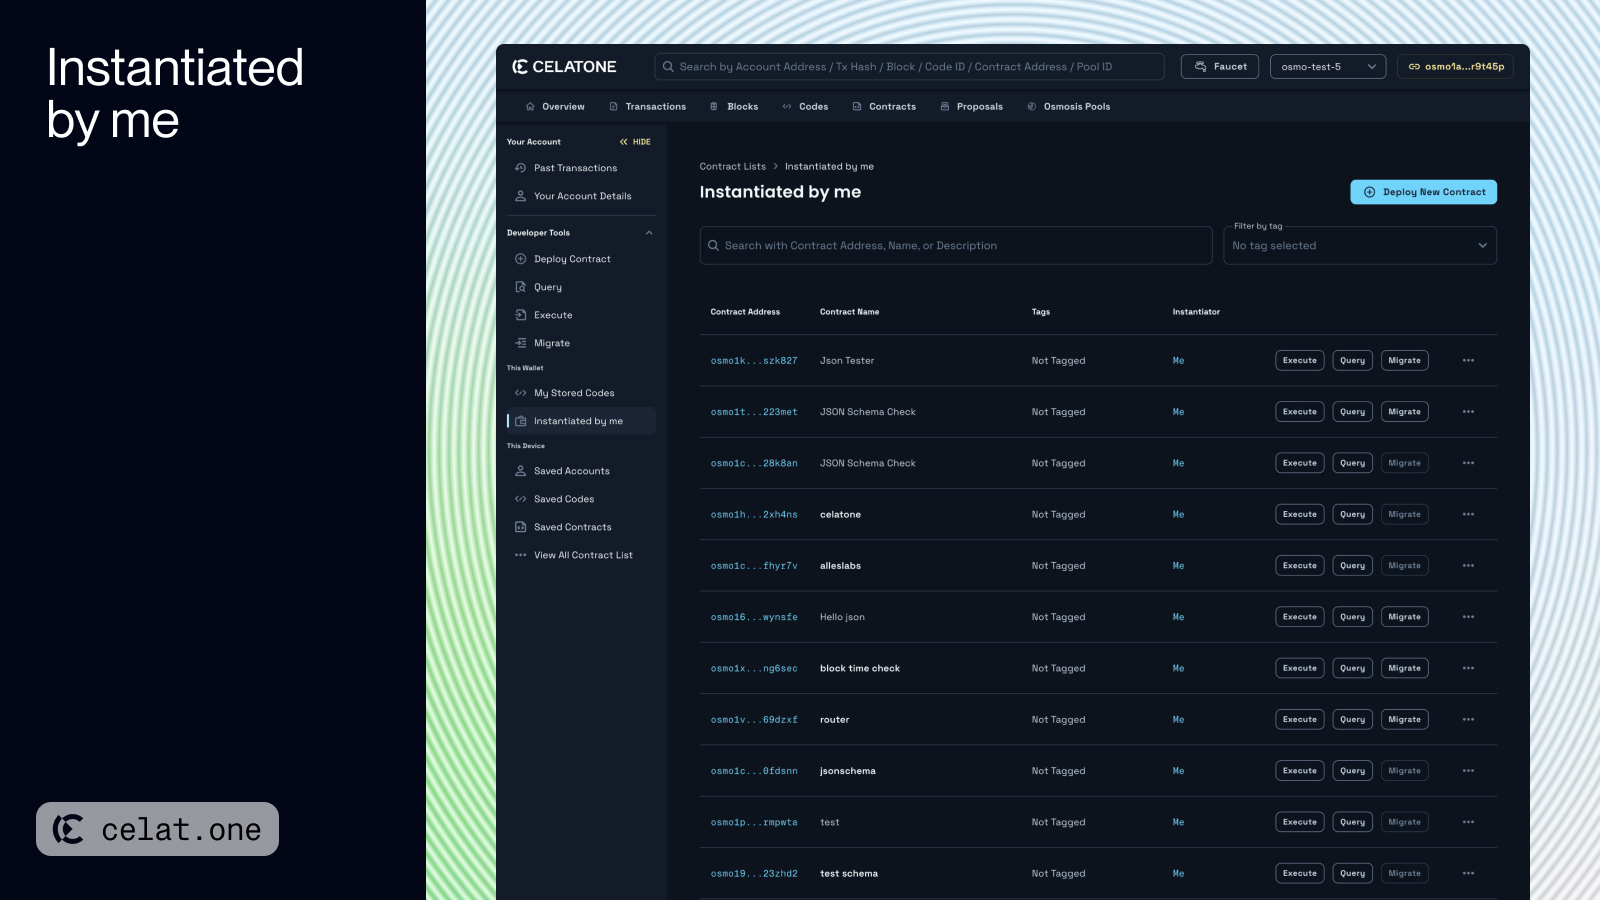 Instantiated
by me
celat.one
CELATONE
Search by Account Address / Tx Hash / Block / Code ID / Contract Address / Pool ID
Faucet
osmo-test-5
osmo1a...r9t45p
Overview
Transactions
Blocks
Codes
Contracts
Proposals
Osmosis Pools
Your Account
HIDE
Past Transactions
Your Account Details
Developer Tools
Deploy Contract
Query
Execute
Migrate
This Wallet
My Stored Codes
Instantiated by me
This Device
Saved Accounts
Saved Codes
Saved Contracts
View All Contract List
Contract Lists > Instantiated by me
Instantiated by me
Deploy New Contract
Search with Contract Address, Name, or Description
Filter by tag
No tag selected
Contract Address Contract Name Tags Instantiator
osmo1k...szk827 Json Tester Not Tagged Me Execute Query Migrate ...
osmo1t...223met JSON Schema Check Not Tagged Me Execute Query Migrate ...
osmo1c...28k8an JSON Schema Check Not Tagged Me Execute Query Migrate ...
osmo1h...2xh4ns celatone Not Tagged Me Execute Query Migrate ...
osmo1c...fhyr7v alleslabs Not Tagged Me Execute Query Migrate ...
osmo16...wynsfe Hello json Not Tagged Me Execute Query Migrate ...
osmo1x...ng6sec block time check Not Tagged Me Execute Query Migrate ...
osmo1v...69dzxf router Not Tagged Me Execute Query Migrate ...
osmo1c...0fdsnn jsonschema Not Tagged Me Execute Query Migrate ...
osmo1p...rmpwta test Not Tagged Me Execute Query Migrate ...
osmo19...23zhd2 test schema Not Tagged Me Execute Query Migrate ...